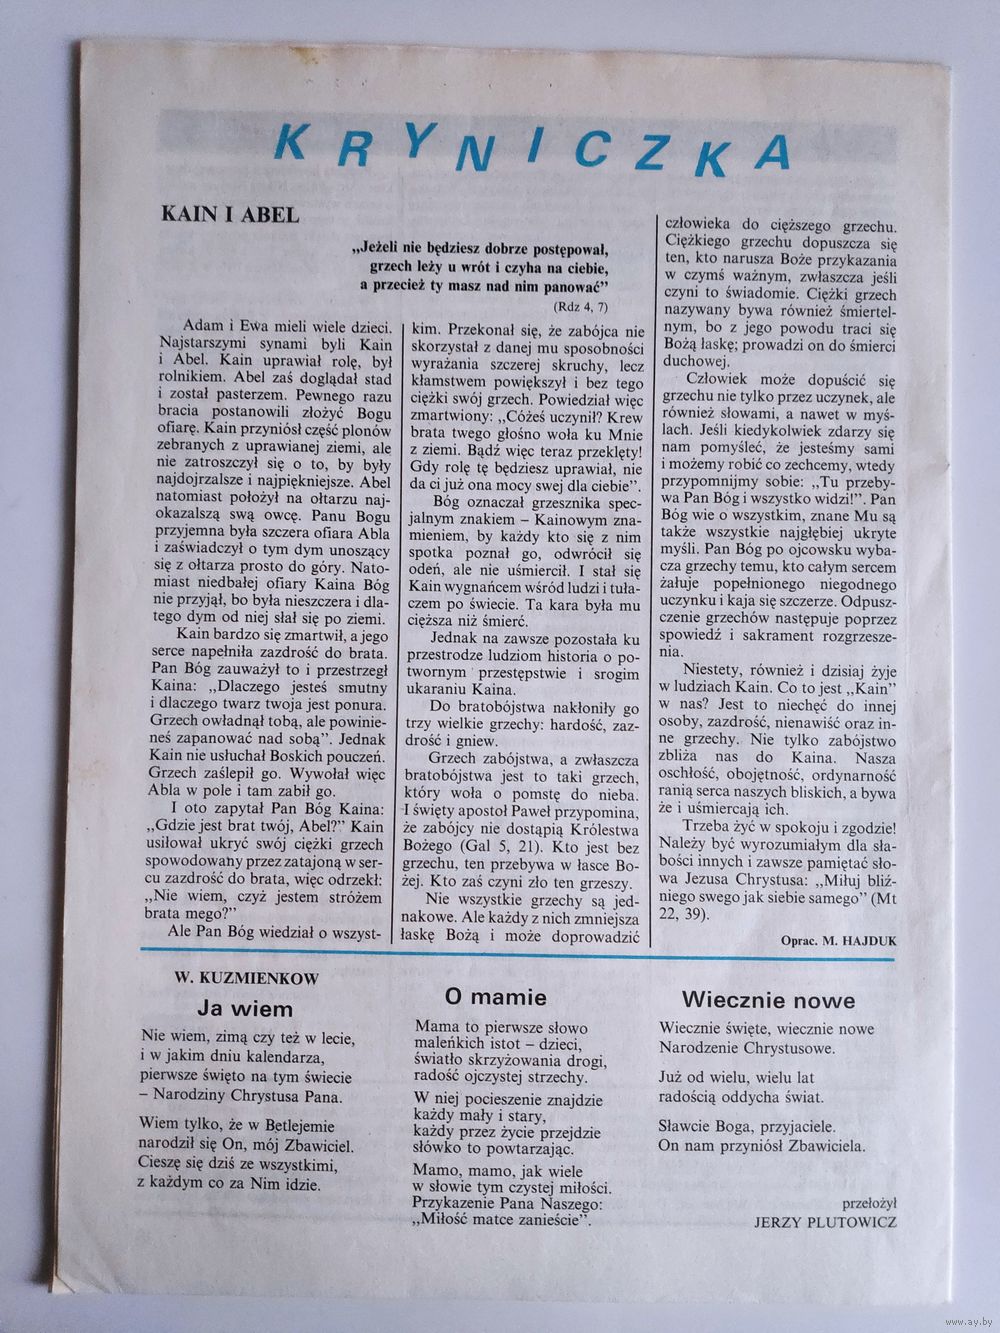 KRYNICZKA
KAIN I ABEL
„Jeżeli nie będziesz dobrze postępował,
grzech leży u wrót i czyha na ciebie,
a przecież ty masz nad nim panować”
(Rdz 4, 7)
Adam i Ewa mieli wiele dzieci.
Najstarszymi synami byli Kain
i Abel. Kain uprawiał rolę, był
rolnikiem. Abel zaś doglądał stad
i został pasterzem. Pewnego razu
bracia postanowili złożyć Bogu
ofiarę. Kain przyniósł część plonów
zebranych z uprawianej ziemi, ale
nie zatroszczył się o to, by były
najdojrzalsze i najpiękniejsze. Abel
natomiast położył na ołtarzu naj-
okazalszą swą owcę. Panu Bogu
przyjemna była szczera ofiara Abla
i zaświadczył o tym dym unoszący
się z ołtarza prosto do góry. Nato-
miast niedbałej ofiary Kaina Bóg
nie przyjął, bo była nieszczera i dla-
tego dym od niej słał się po ziemi.
Kain bardzo się zmartwił, a jego
serce napełniła zazdrość do brata.
Pan Bóg zauważył to i przestrzegł
Kaina: „Dlaczego jesteś smutny
i dlaczego twarz twoja jest ponura.
Grzech owładnął tobą, ale powinie-
neś zapanować nad sobą”. Jednak
Kain nie usłuchał Boskich pouczeń.
Grzech zaślepił go. Wywołał więc
Abla w pole i tam zabił go.
I oto zapytał Pan Bóg Kaina:
„Gdzie jest brat twój, Abel?” Kain
usiłował ukryć swój ciężki grzech
spowodowany przez zatajoną w ser-
cu zazdrość do brata, więc odrzekł:
„Nie wiem, czyż jestem stróżem
brata mego?”
Ale Pan Bóg wiedział o wszyst-
kim. Przekonał się, że zabójca nie
skorzystał z danej mu sposobności
wyrażania szczerej skruchy, lecz
kłamstwem powiększył i bez tego
ciężki swój grzech. Powiedział więc
zmartwiony: „Cóżeś uczynił? Krew
brata twego głośno woła ku Mnie
z ziemi. Bądź więc teraz przeklęty!
Gdy rolę tę będziesz uprawiał, nie
da ci już ona mocy swej dla ciebie”.
Bóg oznaczał grzesznika spec-
jalnym znakiem – Kainowym zna-
mieniem, by każdy kto się z nim
spotka poznał go, odwrócił się
odeń, ale nie uśmiercił. I stał się
Kain wygnańcem wśród ludzi i tuła-
czem po świecie. Ta kara była mu
cięższa niż śmierć.
Jednak na zawsze pozostała ku
przestrodze ludziom historia o po-
twornym przestępstwie i srogim
ukaraniu Kaina.
Do bratobójstwa nakłoniły go
trzy wielkie grzechy: hardość, zaz-
drość i gniew.
Grzech zabójstwa, a zwłaszcza
bratobójstwa jest to taki grzech,
który woła o pomstę do nieba.
I święty apostoł Paweł przypomina,
że zabójcy nie dostąpią Królestwa
Bożego (Gal 5, 21). Kto jest bez
grzechu, ten przebywa w łasce Bo-
żej. Kto zaś czyni zło ten grzeszy.
Nie wszystkie grzechy są jed-
nakowe. Ale każdy z nich zmniejsza
łaskę Bożą i może doprowadzić
człowieka do cięższego grzechu.
Ciężkiego grzechu dopuszcza się
ten, kto narusza Boże przykazania
w czymś ważnym, zwłaszcza jeśli
czyni to świadomie. Ciężki grzech
nazywany bywa również śmiertel-
nym, bo z jego powodu traci się
Bożą łaskę; prowadzi on do śmierci
duchowej.
Człowiek może dopuścić się
grzechu nie tylko przez uczynek, ale
również słowami, a nawet w myś-
lach. Jeśli kiedykolwiek zdarzy się
nam pomyśleć, że jesteśmy sami
i możemy robić co zechcemy, wtedy
przypomnijmy sobie: „Tu przeby-
wa Pan Bóg i wszystko widzi!”. Pan
Bóg wie o wszystkim, znane Mu są
także wszystkie najgłębiej ukryte
myśli. Pan Bóg po ojcowsku wyba-
cza grzechy temu, kto całym sercem
żałuje popełnionego niegodnego
uczynku i kaja się szczerze. Odpusz-
czenie grzechów następuje poprzez
spowiedź i sakrament rozgrzesze-
nia.
Niestety, również i dzisiaj żyje
w ludziach Kain. Co to jest „Kain”
w nas? Jest to niechęć do innej
osoby, zazdrość, nienawiść oraz in-
ne grzechy. Nie tylko zabójstwo
zbliża nas do Kaina. Nasza
oschłość, obojętność, ordynarność
ranią serca naszych bliskich, a bywa
że i uśmiercają ich.
Trzeba żyć w spokoju i zgodzie!
Należy być wyrozumiałym dla sła-
bości innych i zawsze pamiętać sło-
wa Jezusa Chrystusa: „Miłuj bliź-
niego swego jak siebie samego” (Mt
22, 39).
Oprac. M. HAJDUK
W. KUZMIENKOW
Ja wiem
Nie wiem, zimą czy też w lecie,
i w jakim dniu kalendarza,
pierwsze święto na tym świecie
– Narodziny Chrystusa Pana.
Wiem tylko, że w Betlejemie
narodził się On, mój Zbawiciel.
Cieszę się dziś ze wszystkimi,
z każdym co za Nim idzie.
O mamie
Mama to pierwsze słowo
maleńkich istot – dzieci,
światło skrzyżowania drogi,
radość ojczystej strzechy.
W niej pocieszenie znajdzie
każdy mały i stary,
każdy przez życie przejdzie
słówko to powtarzając.
Mamo, mamo, jak wiele
w słowie tym czystej miłości.
Przykazenie Pana Naszego:
„Miłość matce zanieście”.
Wiecznie nowe
Wiecznie święte, wiecznie nowe
Narodzenie Chrystusowe.
Już od wielu, wielu lat
radością oddycha świat.
Sławcie Boga, przyjaciele.
On nam przyniósł Zbawiciela.
przełożył
JERZY PLUTOWICZ
www.ay.by